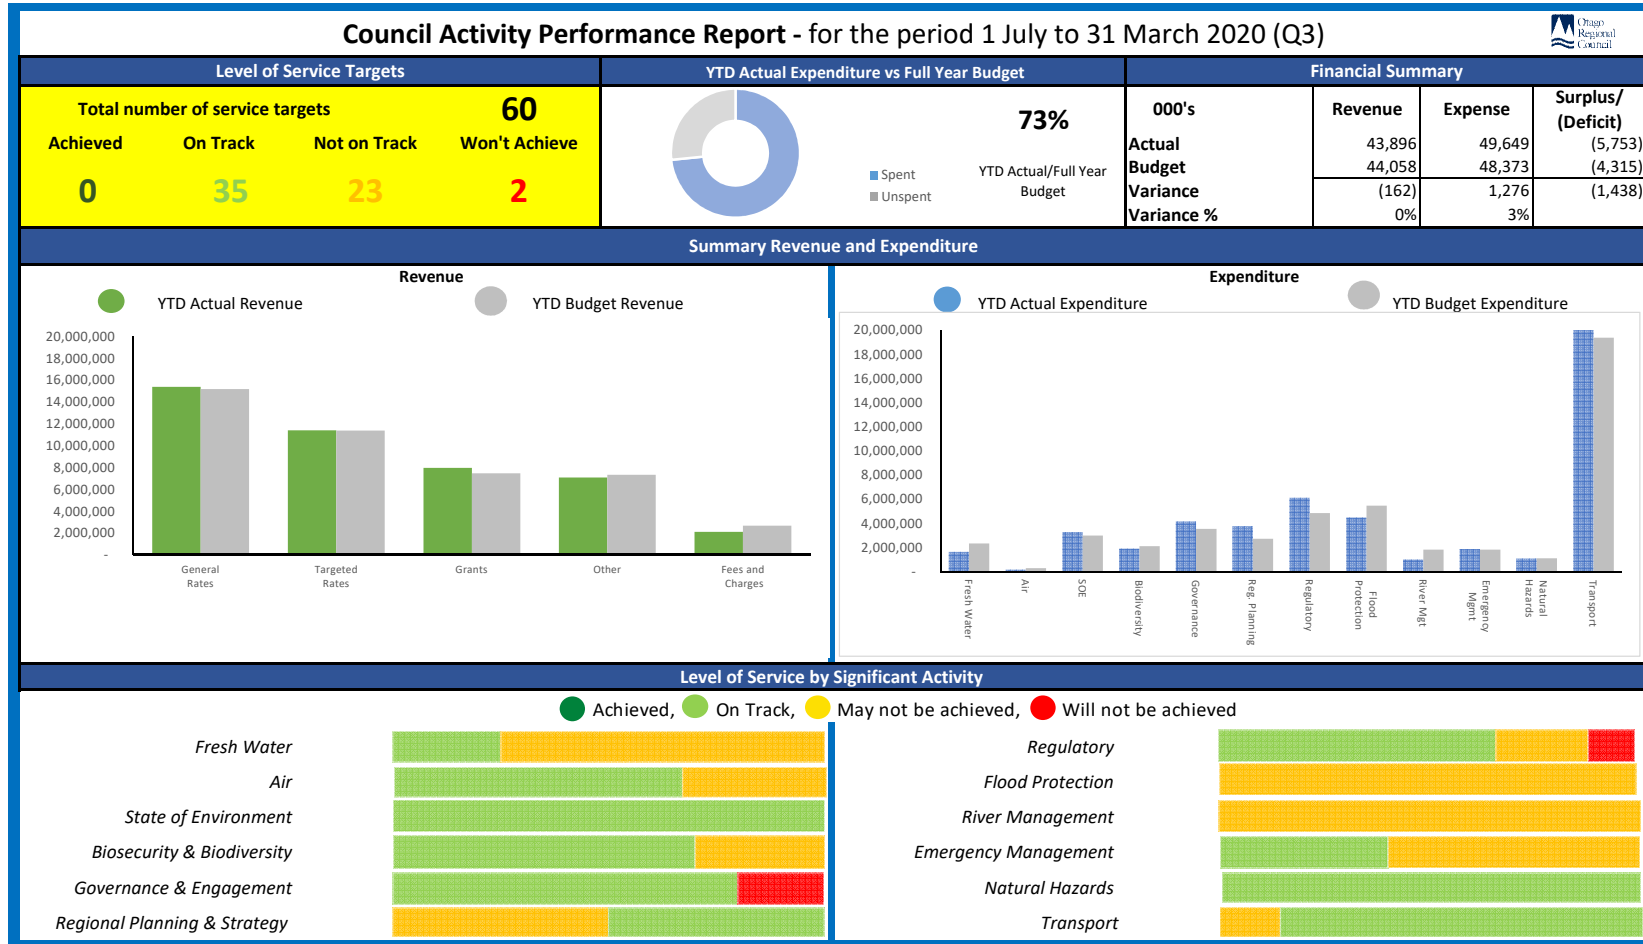 Council Activity Performance Report - for the period 1 July to 31 March 2020 (Q3)
Otago
Regional
Council
Level of Service Targets
Total number of service targets 60
Achieved On Track Not on Track Won't Achieve
0 35 23 2
YTD Actual Expenditure vs Full Year Budget
73%
Spent
Unspent
YTD Actual/Full Year
Budget
Financial Summary
000's Revenue Expense Surplus/
(Deficit)
Actual 43,896 49,649 (5,753)
Budget 44,058 48,373 (4,315)
Variance (162) 1,276 (1,438)
Variance % 0% 3%
Summary Revenue and Expenditure
Revenue
YTD Actual Revenue YTD Budget Revenue
20,000,000
18,000,000
16,000,000
14,000,000
12,000,000
10,000,000
8,000,000
6,000,000
4,000,000
2,000,000
-
General
Rates
Targeted
Rates
Grants
Other
Fees and
Charges
Expenditure
YTD Actual Expenditure YTD Budget Expenditure
20,000,000
18,000,000
16,000,000
14,000,000
12,000,000
10,000,000
8,000,000
6,000,000
4,000,000
2,000,000
-
Fresh Water
Air
SOE
Biodiversity
Governance
Reg. Planning
Regulatory
Flood
Protection
River Mgt
Emergency
Mgmt
Natural
Hazards
Transport
Level of Service by Significant Activity
Achieved, On Track, May not be achieved, Will not be achieved
Fresh Water
Air
State of Environment
Biosecurity & Biodiversity
Governance & Engagement
Regional Planning & Strategy
Regulatory
Flood Protection
River Management
Emergency Management
Natural Hazards
Transport